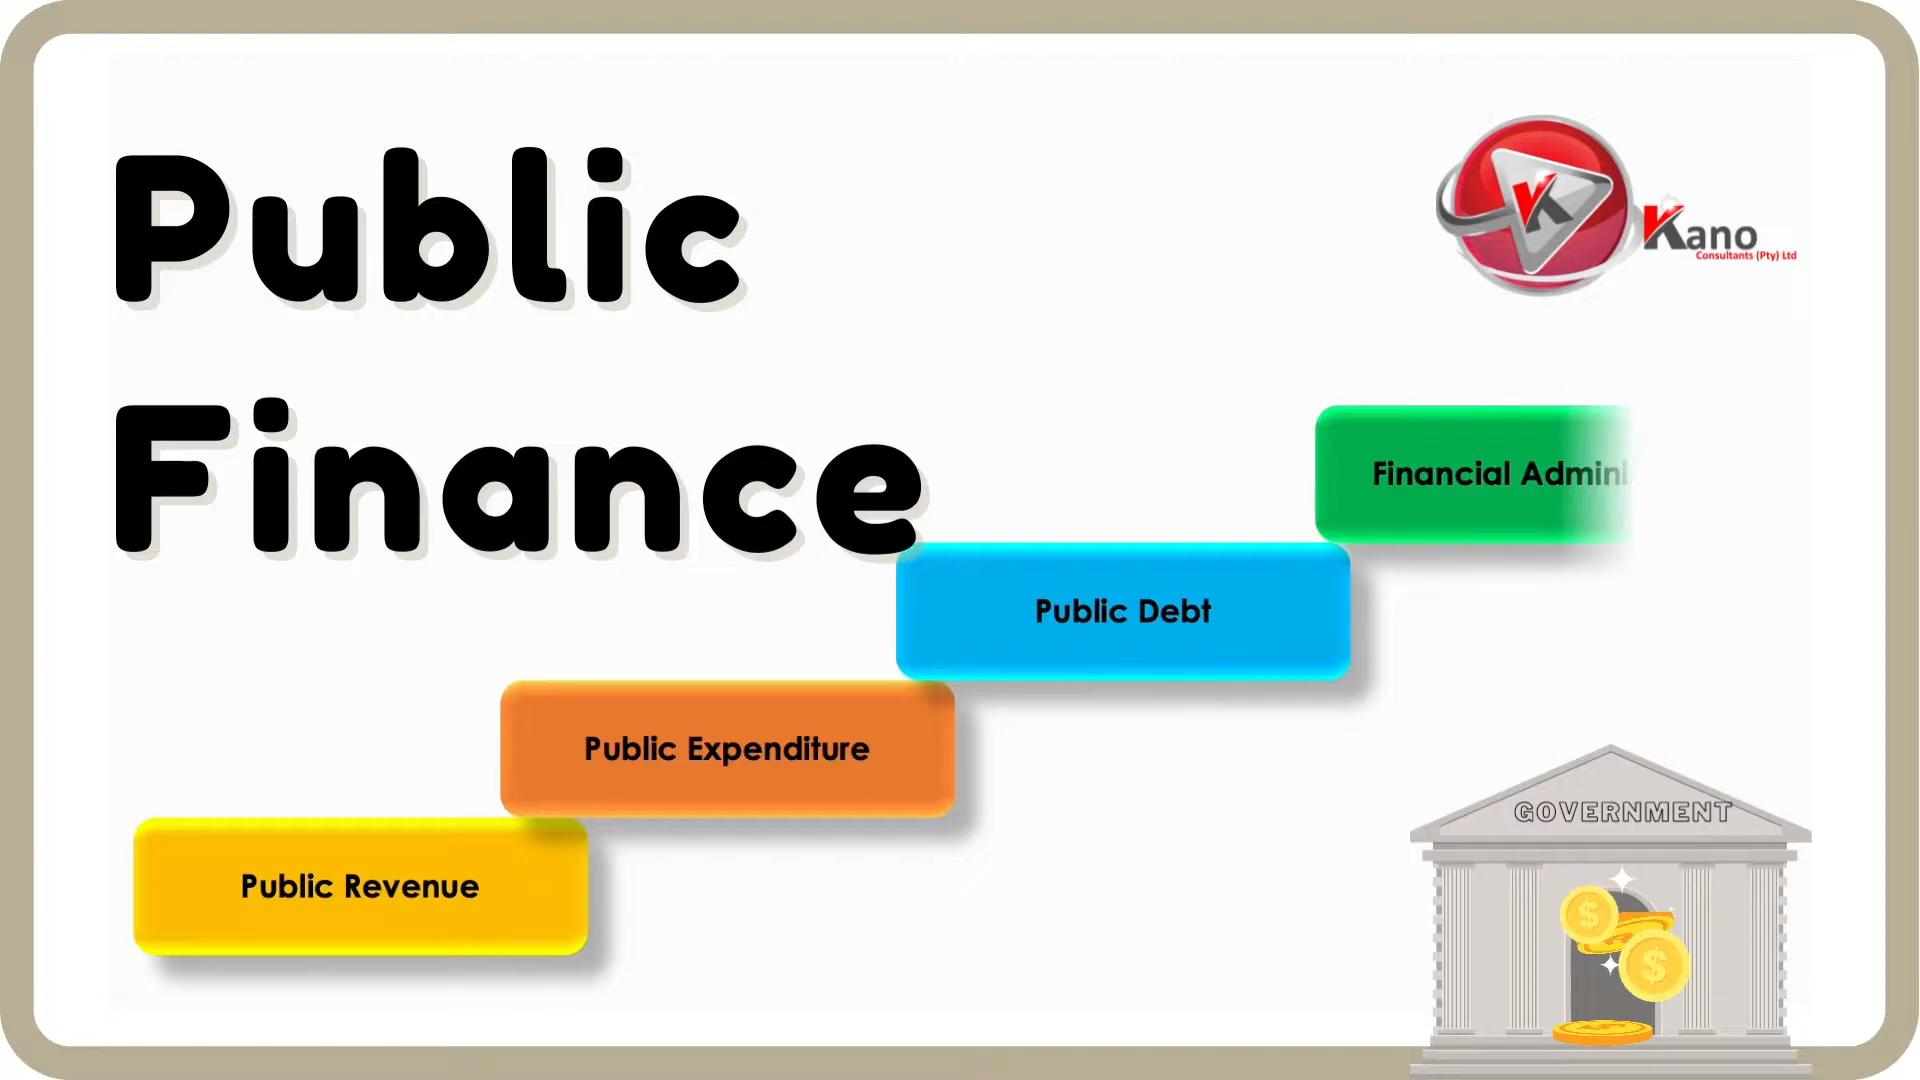 Public
Finance
Kano
Consultants (Pty) Ltd
Financial Admini
Public Debt
Public Expenditure
Public Revenue
GOVERNMENT